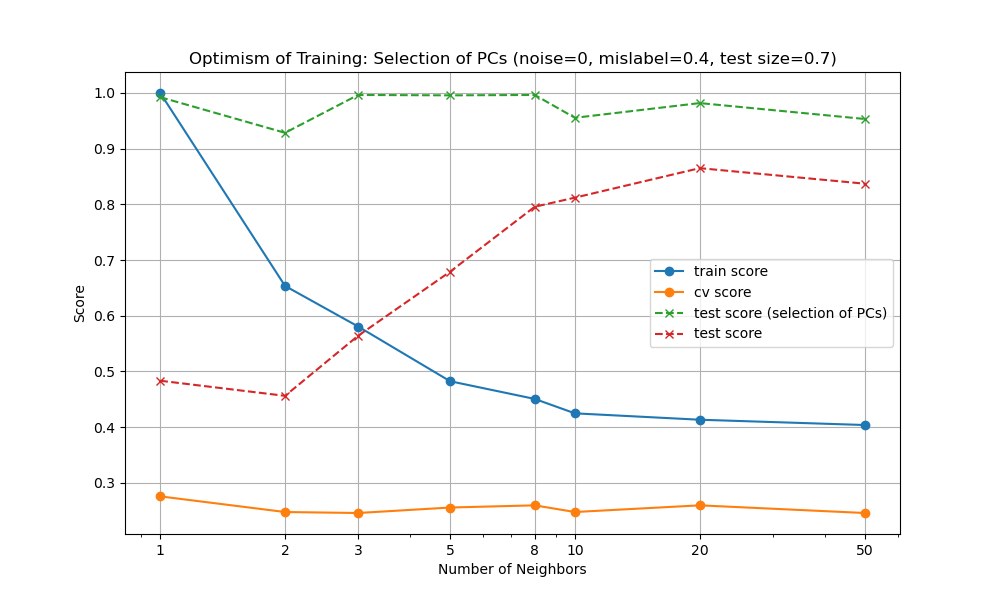 Optimism of Training: Selection of PCs (noise=0, mislabel=0.4, test size=0.7)
1.0
0.9
0.8
0.7
0.6
0.5
0.4
0.3
Score
train score
cv score
test score (selection of PCs)
test score
1 2 3 5 8 10 20 50
Number of Neighbors